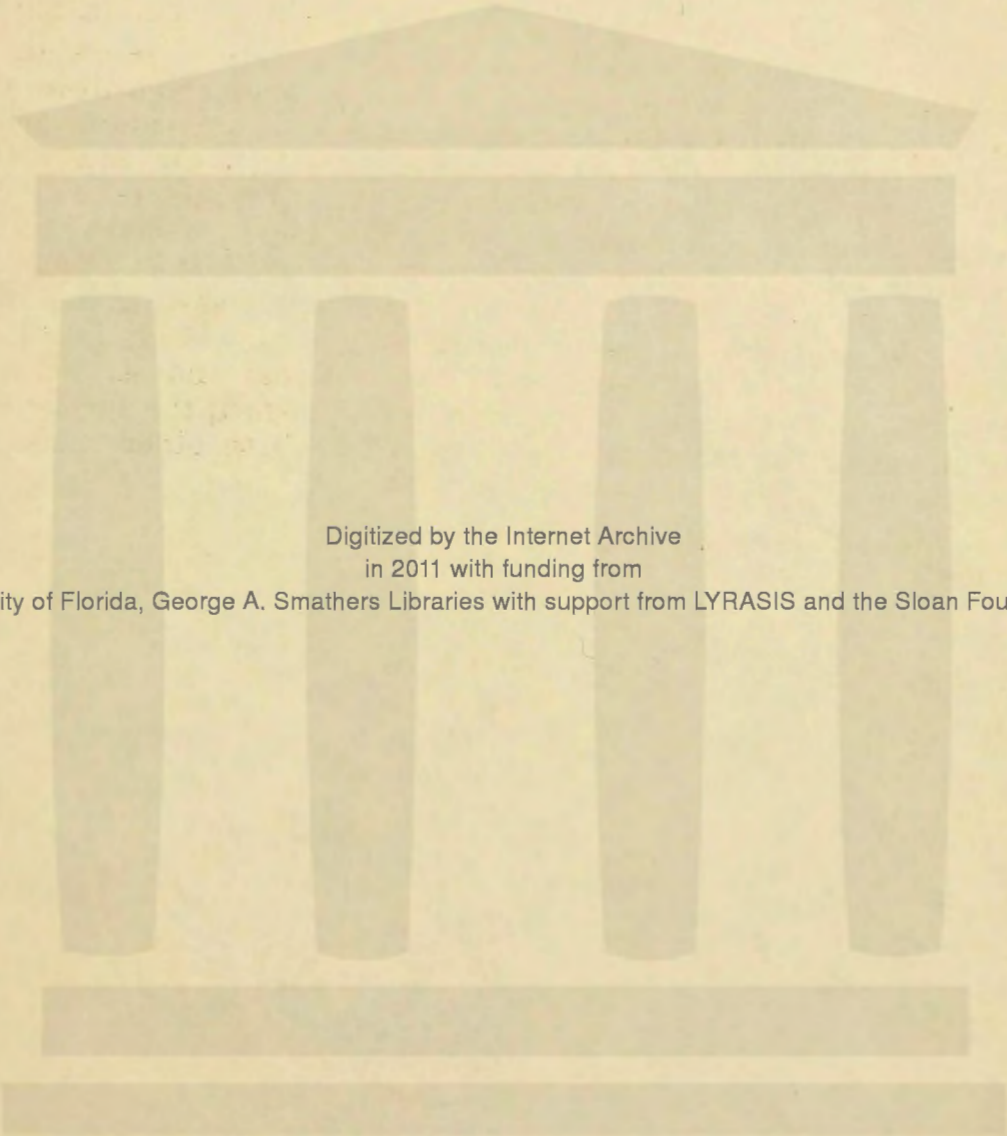 Digitized by the Internet Archive
in 2011 with funding from
ity of Florida, George A. Smathers Libraries with support from LYRASIS and the Sloan Fou